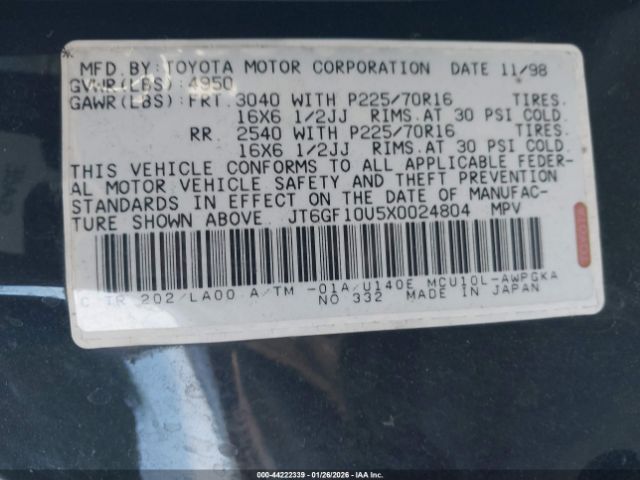 MFD.BY:TOYOTA MOTOR CORPORATION DATE 11/98
GVWR(LBS):4950
GAWR(LBS):FRT.3040 WITH P225/70R16 TIRES.
16X6 1/2JJ RIMS.AT 30 PSI COLD.
RR 2540 WITH P225/70R16 TIRES.
16X6 1/2JJ RIMS.AT 30 PSI COLD.
THIS VEHICLE CONFORMS TO ALL APPLICABLE FEDER-
AL MOTOR VEHICLE SAFETY AND THEFT PREVENTION
STANDARDS IN EFFECT ON THE DATE OF MANUFAC-
TURE SHOWN ABOVE. JT6GF10U5X0024804 MPV
C/TR 202/LA00 A/TM -01A/U140E MCU10L-AWPGKA
NO 332 MADE IN JAPAN
000-44222339 - 01/26/2026 - IAAI